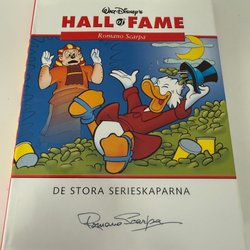 Walt Disney's
HALL of FAME
Romano Scarpa
DE STORA SERIESKAPARNA
Romano Scarpa